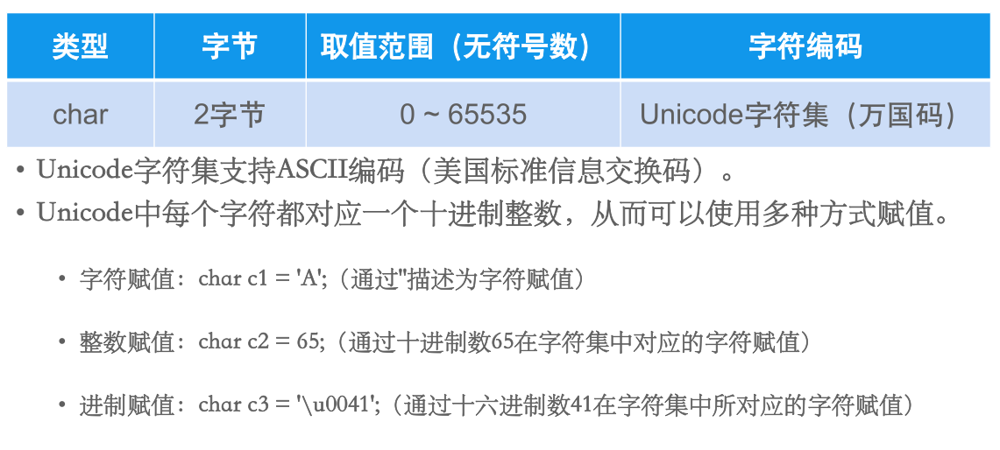 类型 字节 取值范围（无符号数） 字符编码
char 2字节 0 ~ 65535 Unicode字符集（万国码）
• Unicode字符集支持ASCII编码（美国标准信息交换码）。
• Unicode中每个字符都对应一个十进制整数，从而可以使用多种方式赋值。
• 字符赋值：char c1 = 'A';（通过''描述为字符赋值）
• 整数赋值：char c2 = 65;（通过十进制数65在字符集中对应的字符赋值）
• 进制赋值：char c3 = '\u0041';（通过十六进制数41在字符集中所对应的字符赋值）